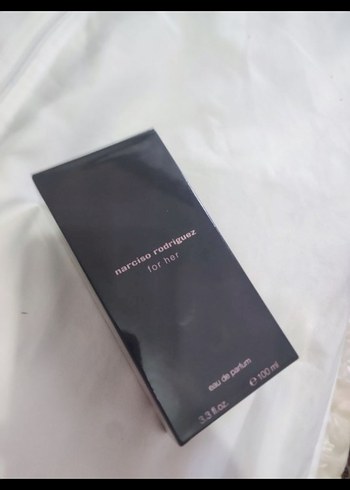 narciso rodriguez
for her
eau de parfum
3.3 fl.oz. ℮ 100 ml